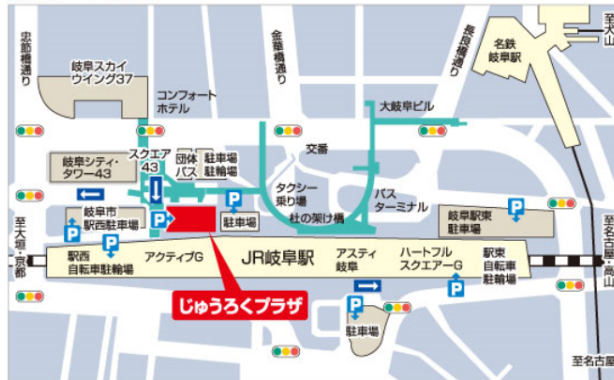 忠節橋通り
金華橋通り
長良橋通り
至犬山
名鉄
岐阜駅
岐阜スカイ
ウイング37
コンフォート
ホテル
大岐阜ビル
交番
岐阜シティ・
タワー43
スクエア
43
団体
バス
駐車場
駐輪場
タクシー
乗り場
バス
ターミナル
杜の架け橋
岐阜市
駅西駐車場
P
P
P
駐車場
P
岐阜駅東
駐車場
P
至大垣・京都
駅西
自転車駐輪場
アクティブG
JR岐阜駅
アスティ
岐阜
ハートフル
スクエアーG
駅東
自転車
駐輪場
至名古屋・高山
P
P
じゅうろくプラザ
駐車場
至名古屋